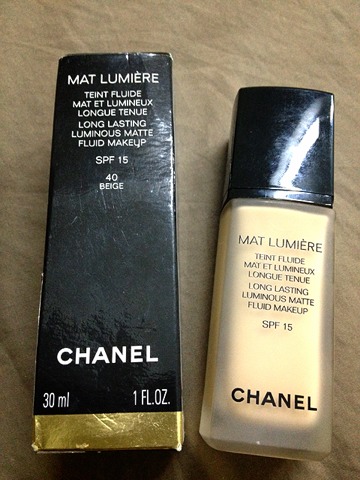 MAT LUMIÈRE
TEINT FLUIDE
MAT ET LUMINEUX
LONGUE TENUE
LONG LASTING
LUMINOUS MATTE
FLUID MAKEUP
SPF 15
40
BEIGE
CHANEL
30 ml 1 FL.OZ.
MAT LUMIÈRE
TEINT FLUIDE
MAT ET LUMINEUX
LONGUE TENUE
LONG LASTING
LUMINOUS MATTE
FLUID MAKEUP
SPF 15
CHANEL